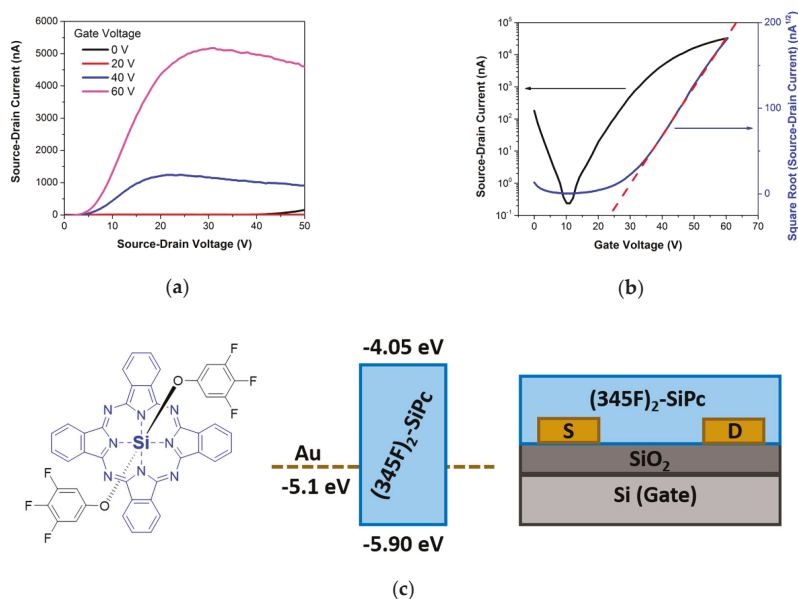 Gate Voltage
0 V
20 V
40 V
60 V
6000
5000
4000
3000
2000
1000
0
0 10 20 30 40 50
Source-Drain Current (nA)
Source-Drain Voltage (V)
(a)
10⁵
10⁴
10³
10²
10¹
10⁰
10⁻¹
0 10 20 30 40 50 60 70
200
100
0
Source-Drain Current (nA)
Gate Voltage (V)
Square Root (Source-Drain Current) (nA¹/²)
(b)
F
F
F
O
N
N N N
N Si N
N N N
O
F
F
F
Au
-5.1 eV
-4.05 eV
(345F)₂-SiPc
-5.90 eV
(345F)₂-SiPc
S D
SiO₂
Si (Gate)
(c)